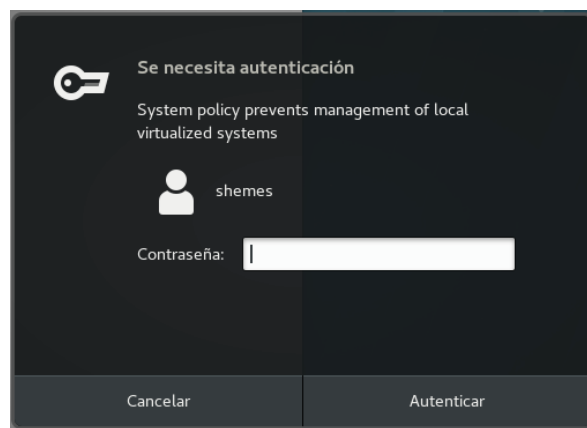 Se necesita autenticación
System policy prevents management of local
virtualized systems
shemes
Contraseña:
Cancelar
Autenticar